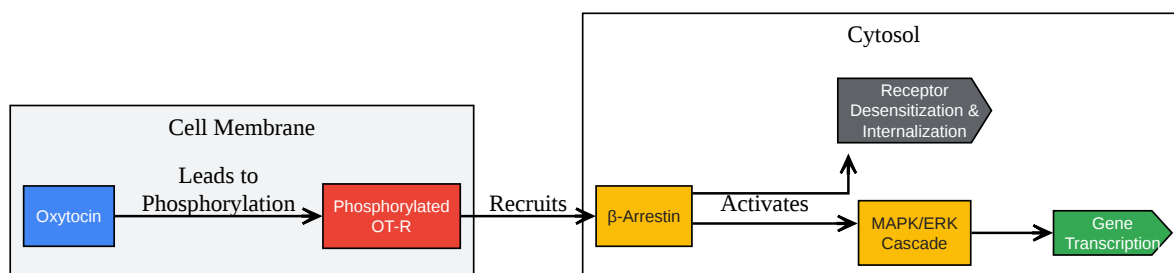 Cytosol
Receptor
Desensitization &
Internalization
Cell Membrane
Leads to
Phosphorylation
Oxytocin
Phosphorylated
OT-R
Recruits
β-Arrestin
Activates
MAPK/ERK
Cascade
Gene
Transcription